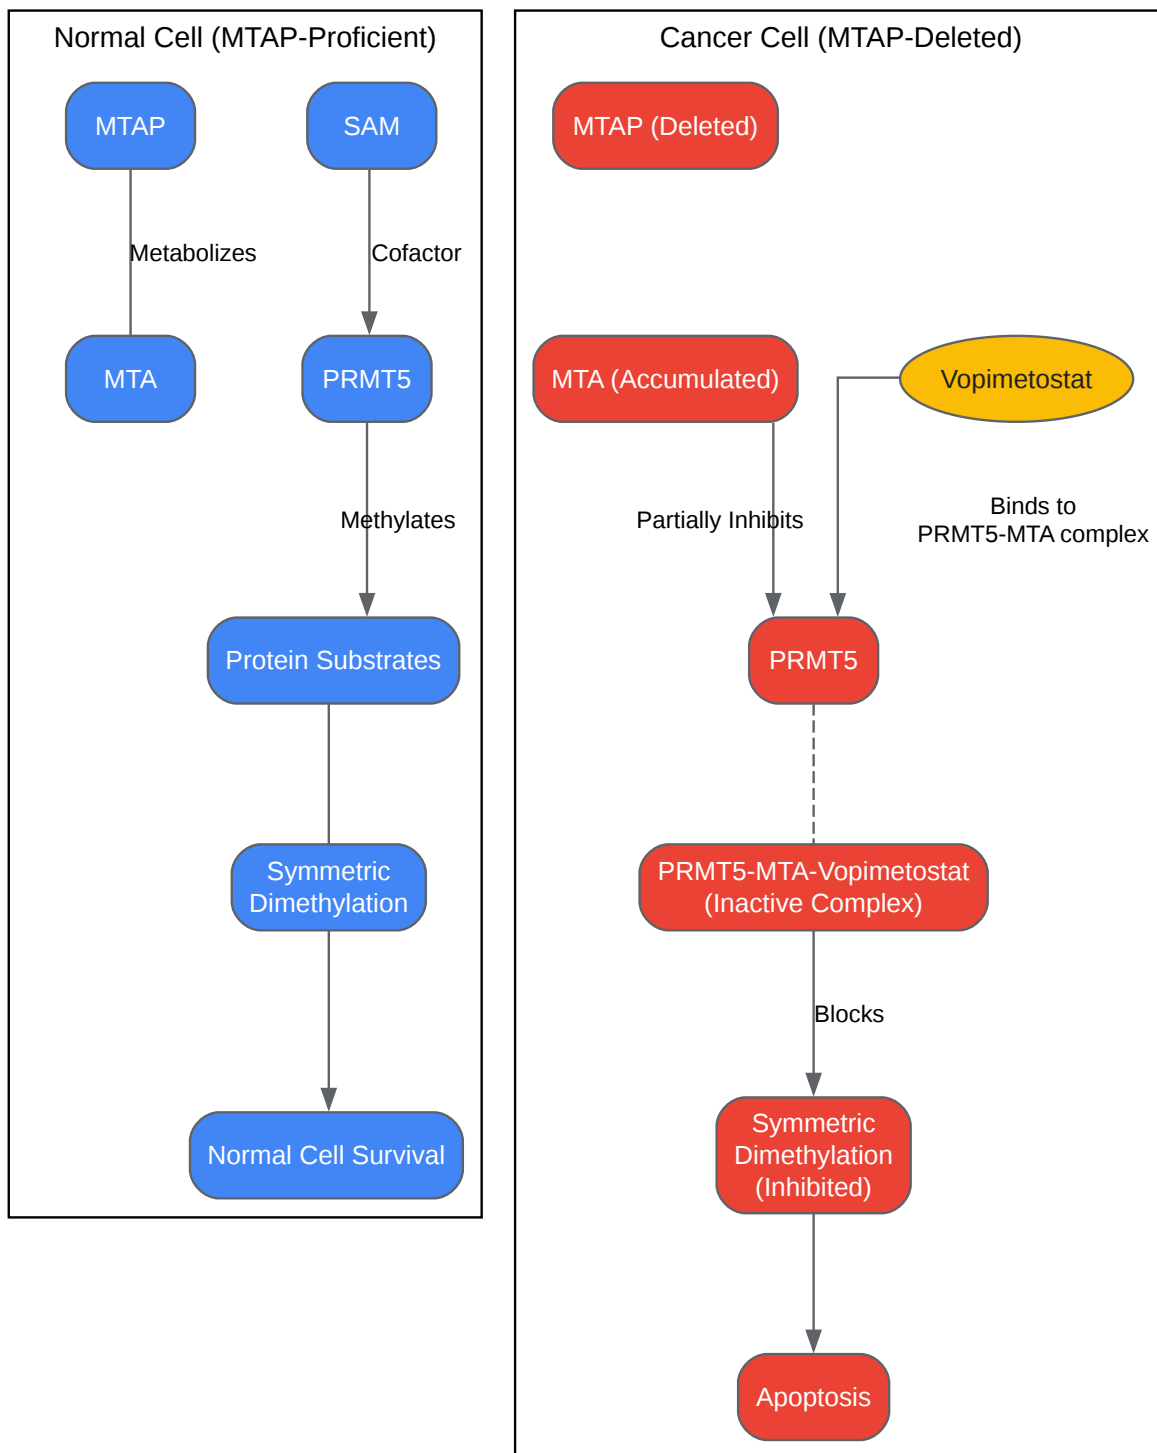 Normal Cell (MTAP-Proficient)
MTAP
SAM
Metabolizes
Cofactor
MTA
PRMT5
Methylates
Protein Substrates
Symmetric
Dimethylation
Normal Cell Survival
Cancer Cell (MTAP-Deleted)
MTAP (Deleted)
MTA (Accumulated)
Vopimetostat
Partially Inhibits
Binds to
PRMT5-MTA complex
PRMT5
PRMT5-MTA-Vopimetostat
(Inactive Complex)
Blocks
Symmetric
Dimethylation
(Inhibited)
Apoptosis